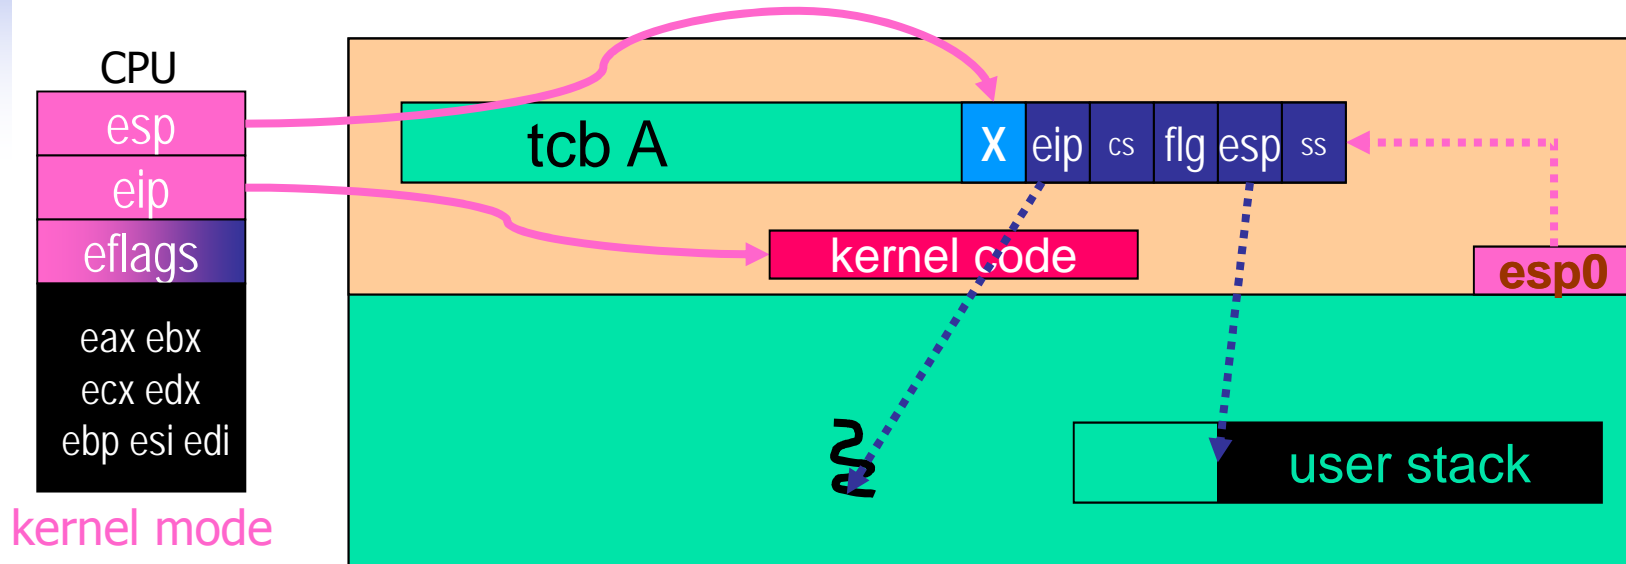 CPU
esp
eip
eflags
eax ebx
ecx edx
ebp esi edi
kernel mode
tcb A
X eip cs flg esp ss
kernel code
esp0
user stack